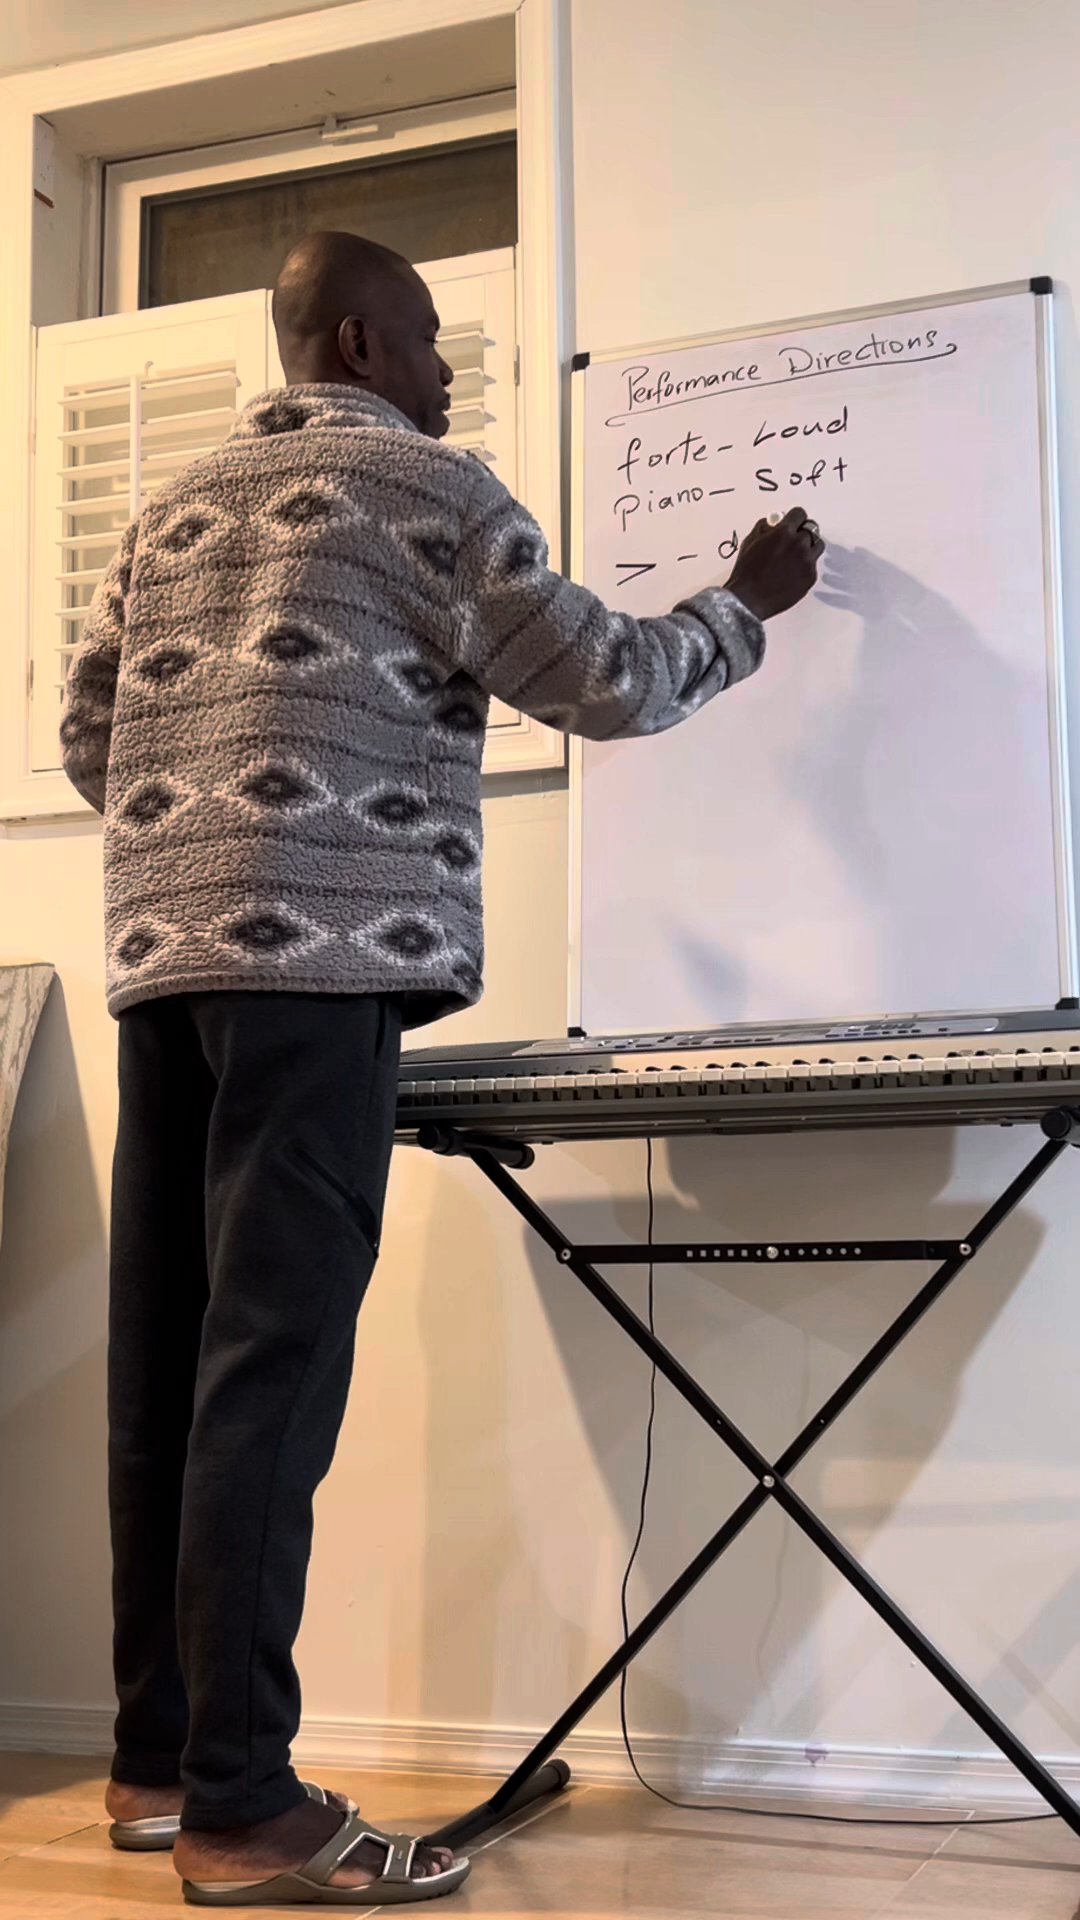 Performance Directions
forte - Loud
Piano - Soft
> - d